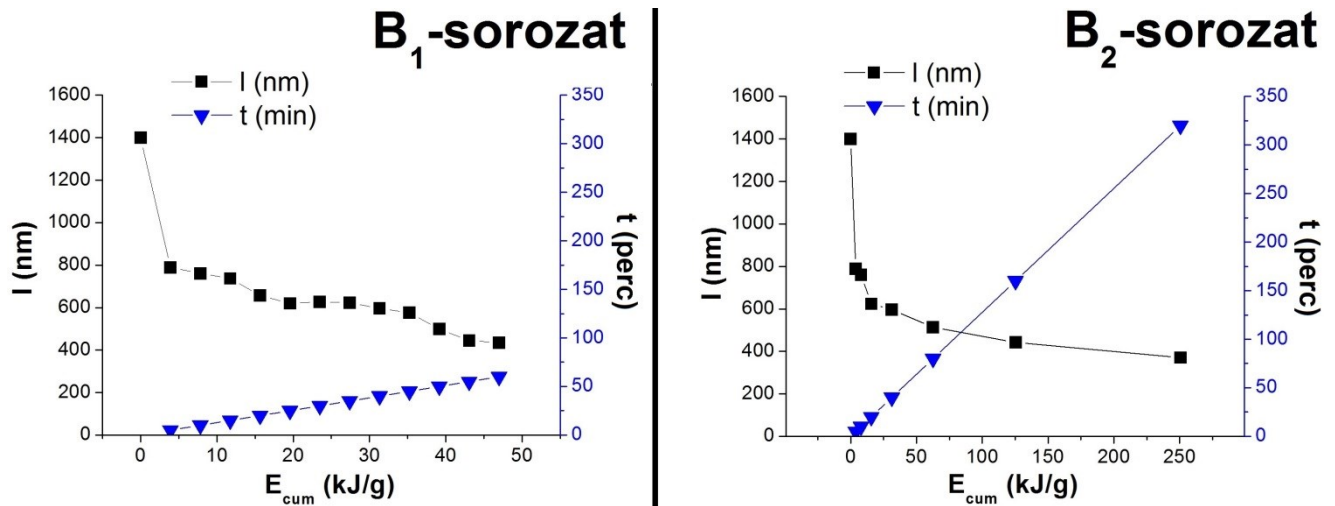 B₁-sorozat
l (nm)
t (min)
1600
1400
1200
1000
800
600
400
200
0
l (nm)
350
300
250
200
150
100
50
0
t (perc)
0 10 20 30 40 50
E_cum (kJ/g)
B₂-sorozat
l (nm)
t (min)
1600
1400
1200
1000
800
600
400
200
0
l (nm)
350
300
250
200
150
100
50
0
t (perc)
0 50 100 150 200 250
E_cum (kJ/g)